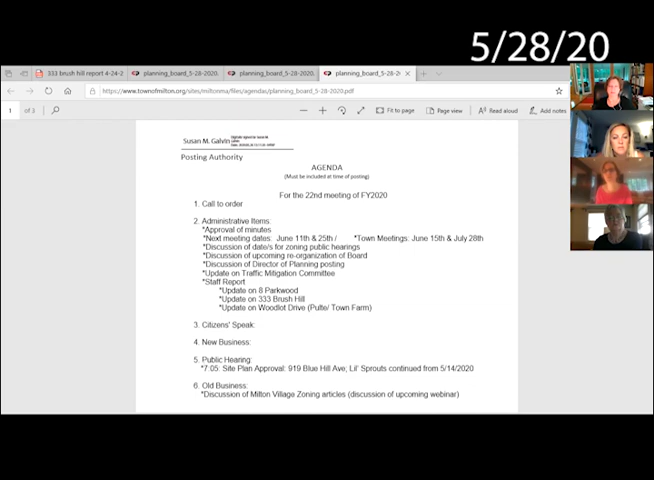 5/28/20
333 brush hill report 4-24-2
planning_board_5-28-2020.
planning_board_5-28-2020.
planning_board_5-28-2
https://www.townofmilton.org/sites/miltonma/files/agendas/planning_board_5-28-2020.pdf
1 of 3
Fit to page
Page view
Read aloud
Add notes
Susan M. Galvin
Posting Authority
AGENDA
(Must be included at time of posting)
For the 22nd meeting of FY2020
1. Call to order
2. Administrative Items:
*Approval of minutes
*Next meeting dates: June 11th & 25th / *Town Meetings: June 15th & July 28th
*Discussion of date/s for zoning public hearings
*Discussion of upcoming re-organization of Board
*Discussion of Director of Planning posting
*Update on Traffic Mitigation Committee
*Staff Report
*Update on 8 Parkwood
*Update on 333 Brush Hill
*Update on Woodlot Drive (Pulte/ Town Farm)
3. Citizens' Speak:
4. New Business:
5. Public Hearing:
*7:05: Site Plan Approval: 919 Blue Hill Ave; Lil' Sprouts continued from 5/14/2020
6. Old Business:
*Discussion of Milton Village Zoning articles (discussion of upcoming webinar)